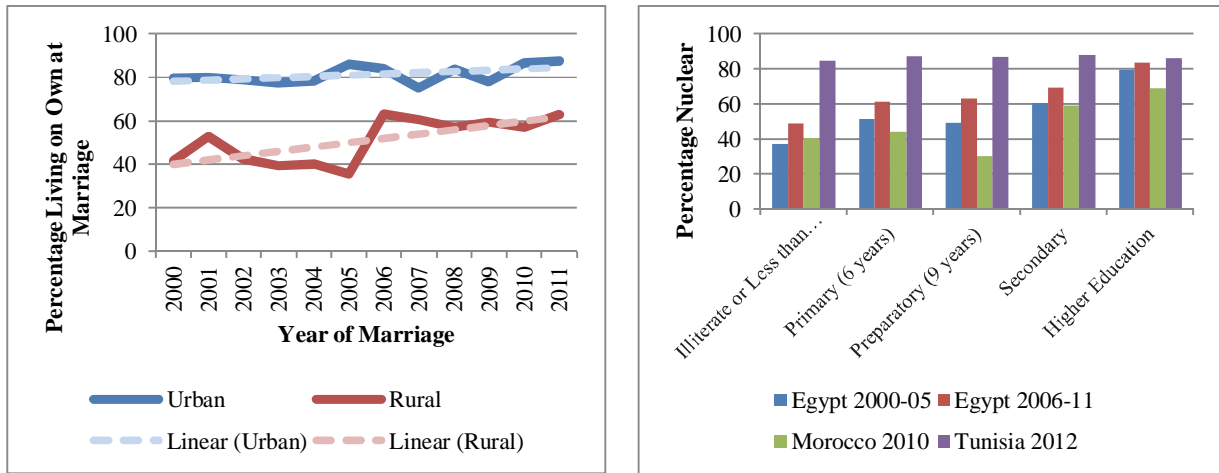 Percentage Living on Own at
Marriage
100
80
60
40
20
0
2000
2001
2002
2003
2004
2005
2006
2007
2008
2009
2010
2011
Year of Marriage
Urban
Rural
Linear (Urban)
Linear (Rural)
Percentage Nuclear
100
80
60
40
20
0
Illiterate or Less than…
Primary (6 years)
Preparatory (9 years)
Secondary
Higher Education
Egypt 2000-05
Egypt 2006-11
Morocco 2010
Tunisia 2012